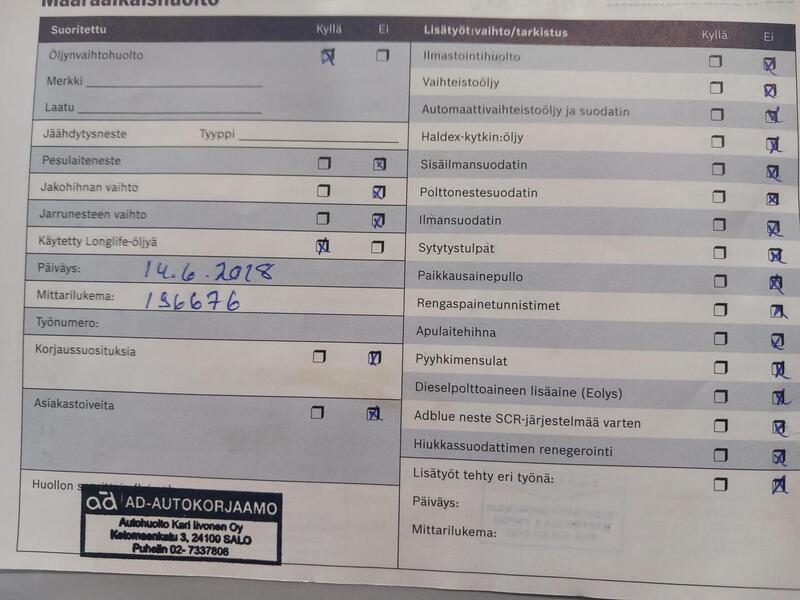 Määräaikaishuolto
Suoritettu Kyllä Ei
Öljynvaihtohuolto
Merkki
Laatu
Jäähdytysneste Tyyppi
Pesulaiteneste
Jakohihnan vaihto
Jarrunesteen vaihto
Käytetty Longlife-öljyä
Päiväys: 14.6.2018
Mittarilukema: 196676
Työnumero:
Korjaussuosituksia
Asiakastoiveita
Huollon
AD-AUTOKORJAAMO
Autohuolto Kari Iivonen Oy
24100 SALO
Puhelin 02- 7337808
Lisätyöt:vaihto/tarkistus Kyllä Ei
Ilmastointihuolto
Vaihteistoöljy
Automaattivaihteistoöljy ja suodatin
Haldex-kytkin:öljy
Sisäilmansuodatin
Polttonestesuodatin
Ilmansuodatin
Sytytystulpat
Paikkausainepullo
Rengaspainetunnistimet
Apulaitehihna
Pyyhkimensulat
Dieselpolttoaineen lisäaine (Eolys)
Adblue neste SCR-järjestelmää varten
Hiukkassuodattimen renegerointi
Lisätyöt tehty eri työnä:
Päiväys:
Mittarilukema: